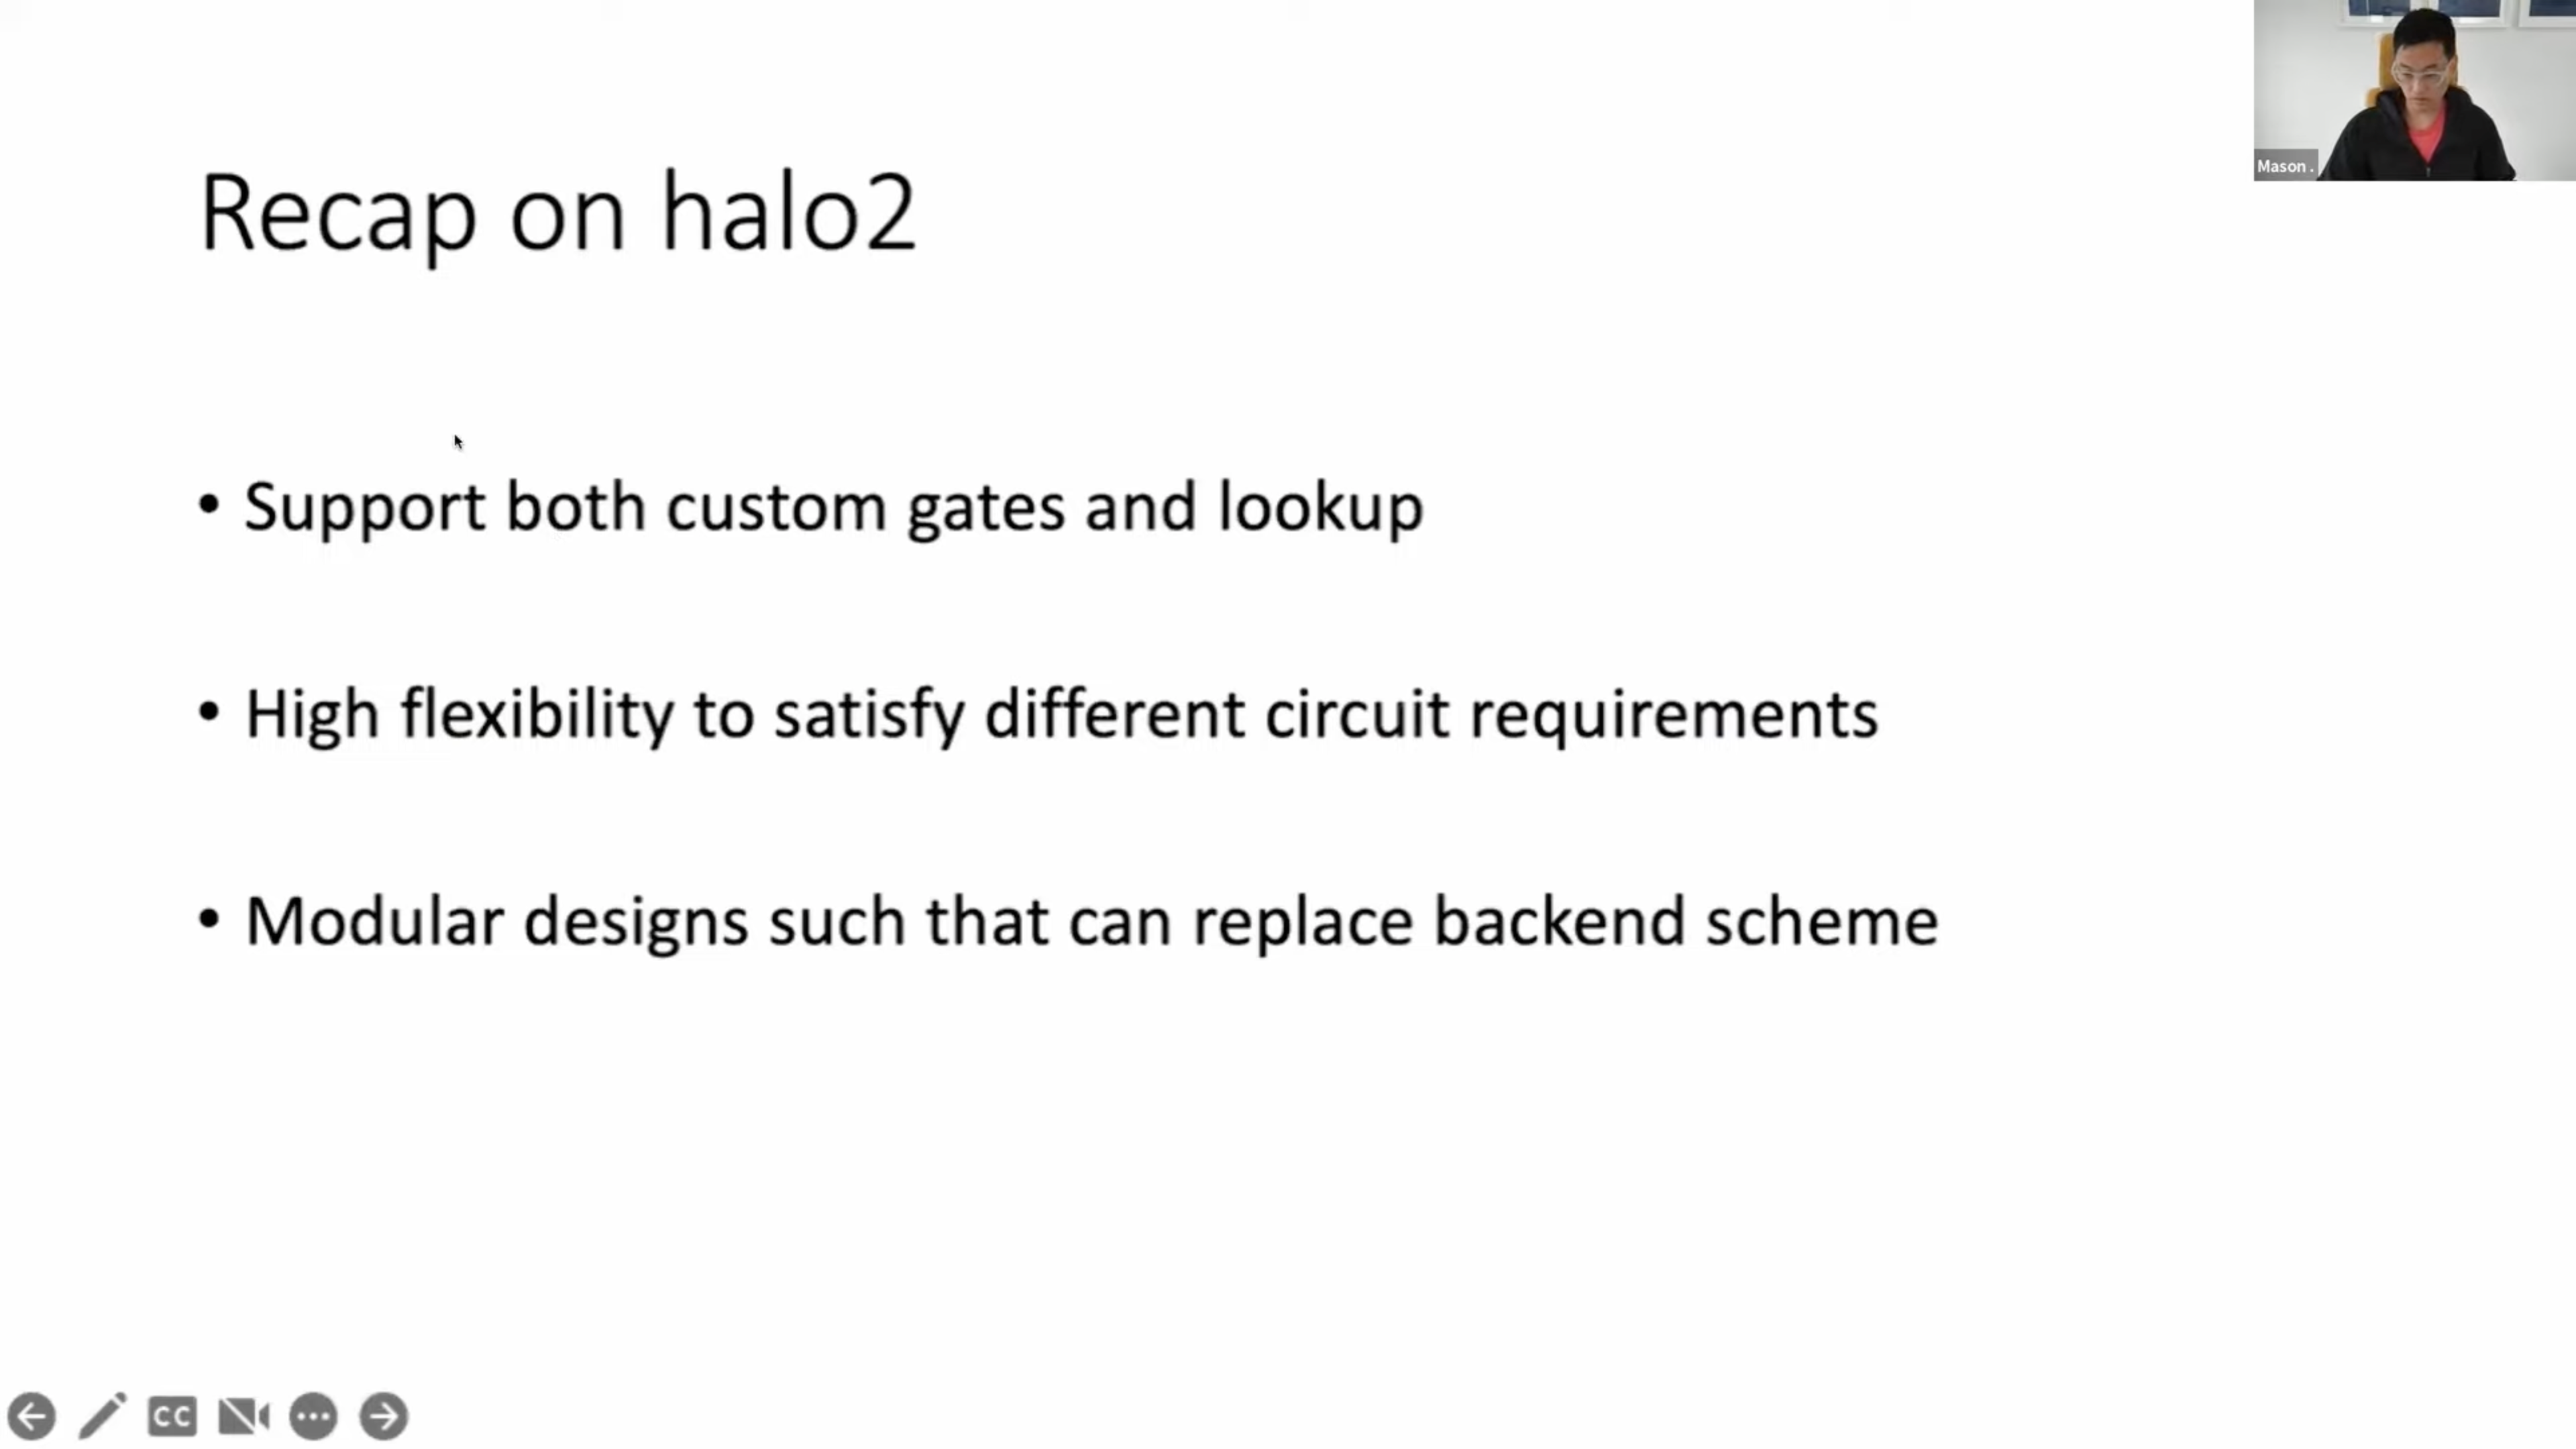 Mason .
Recap on halo2
• Support both custom gates and lookup
• High flexibility to satisfy different circuit requirements
• Modular designs such that can replace backend scheme
CC